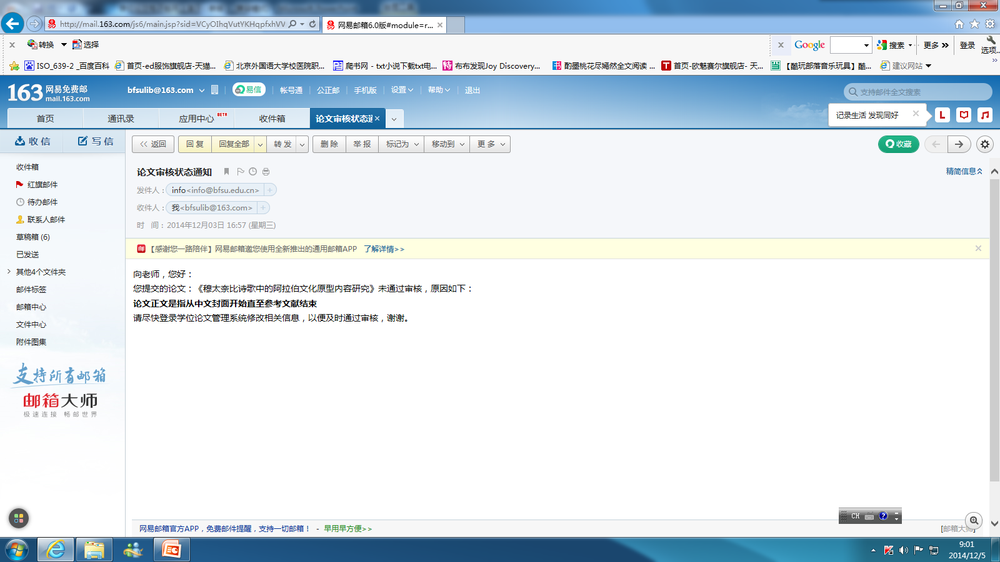 http://mail.163.com/js6/main.jsp?sid=VCyOIhqVutYKHqpfxhVV
网易邮箱6.0版#module=r...
转换 选择
Google 搜索 更多 » 登录 选项
ISO_639-2 _百度百科 首页-ed服饰旗舰店-天猫... 北京外国语大学校医院职... 爬书网 - txt小说下载txt电... 布布发现Joy Discovery... 酌墨桃花尽嫣然全文阅读 ... 首页-欧魅赛尔旗舰店- 天... 【酷玩部落音乐玩具】酷... 建议网站
163 网易免费邮 mail.163.com
bfsulib@163.com 易信 帐号通 公正邮 手机版 设置 帮助 退出
支持邮件全文搜索
首页 通讯录 应用中心 BETA 收件箱 论文审核状态通
记录生活 发现同好
收信 写信
<< 返回 回复 回复全部 转发 删除 举报 标记为 移动到 更多
收藏
论文审核状态通知
精简信息
发件人：info<info@bfsu.edu.cn> +
收件人：我<bfsulib@163.com> +
时 间：2014年12月03日 16:57 (星期三)
【感谢您一路陪伴】网易邮箱邀您使用全新推出的通用邮箱APP 了解详情>>
向老师，您好：
您提交的论文：《穆太奈比诗歌中的阿拉伯文化原型内容研究》未通过审核，原因如下：
论文正文是指从中文封面开始直至参考文献结束
请尽快登录学位论文管理系统修改相关信息，以便及时通过审核，谢谢。
收件箱
红旗邮件
待办邮件
联系人邮件
草稿箱 (6)
已发送
其他4个文件夹
邮件标签
邮箱中心
文件中心
附件图集
支持所有邮箱
邮箱大师
极速连接 畅邮世界
CH
网易邮箱官方APP，免费邮件提醒，支持一切邮箱！ - 早用早方便>>
[邮箱大师]
9:01
2014/12/5